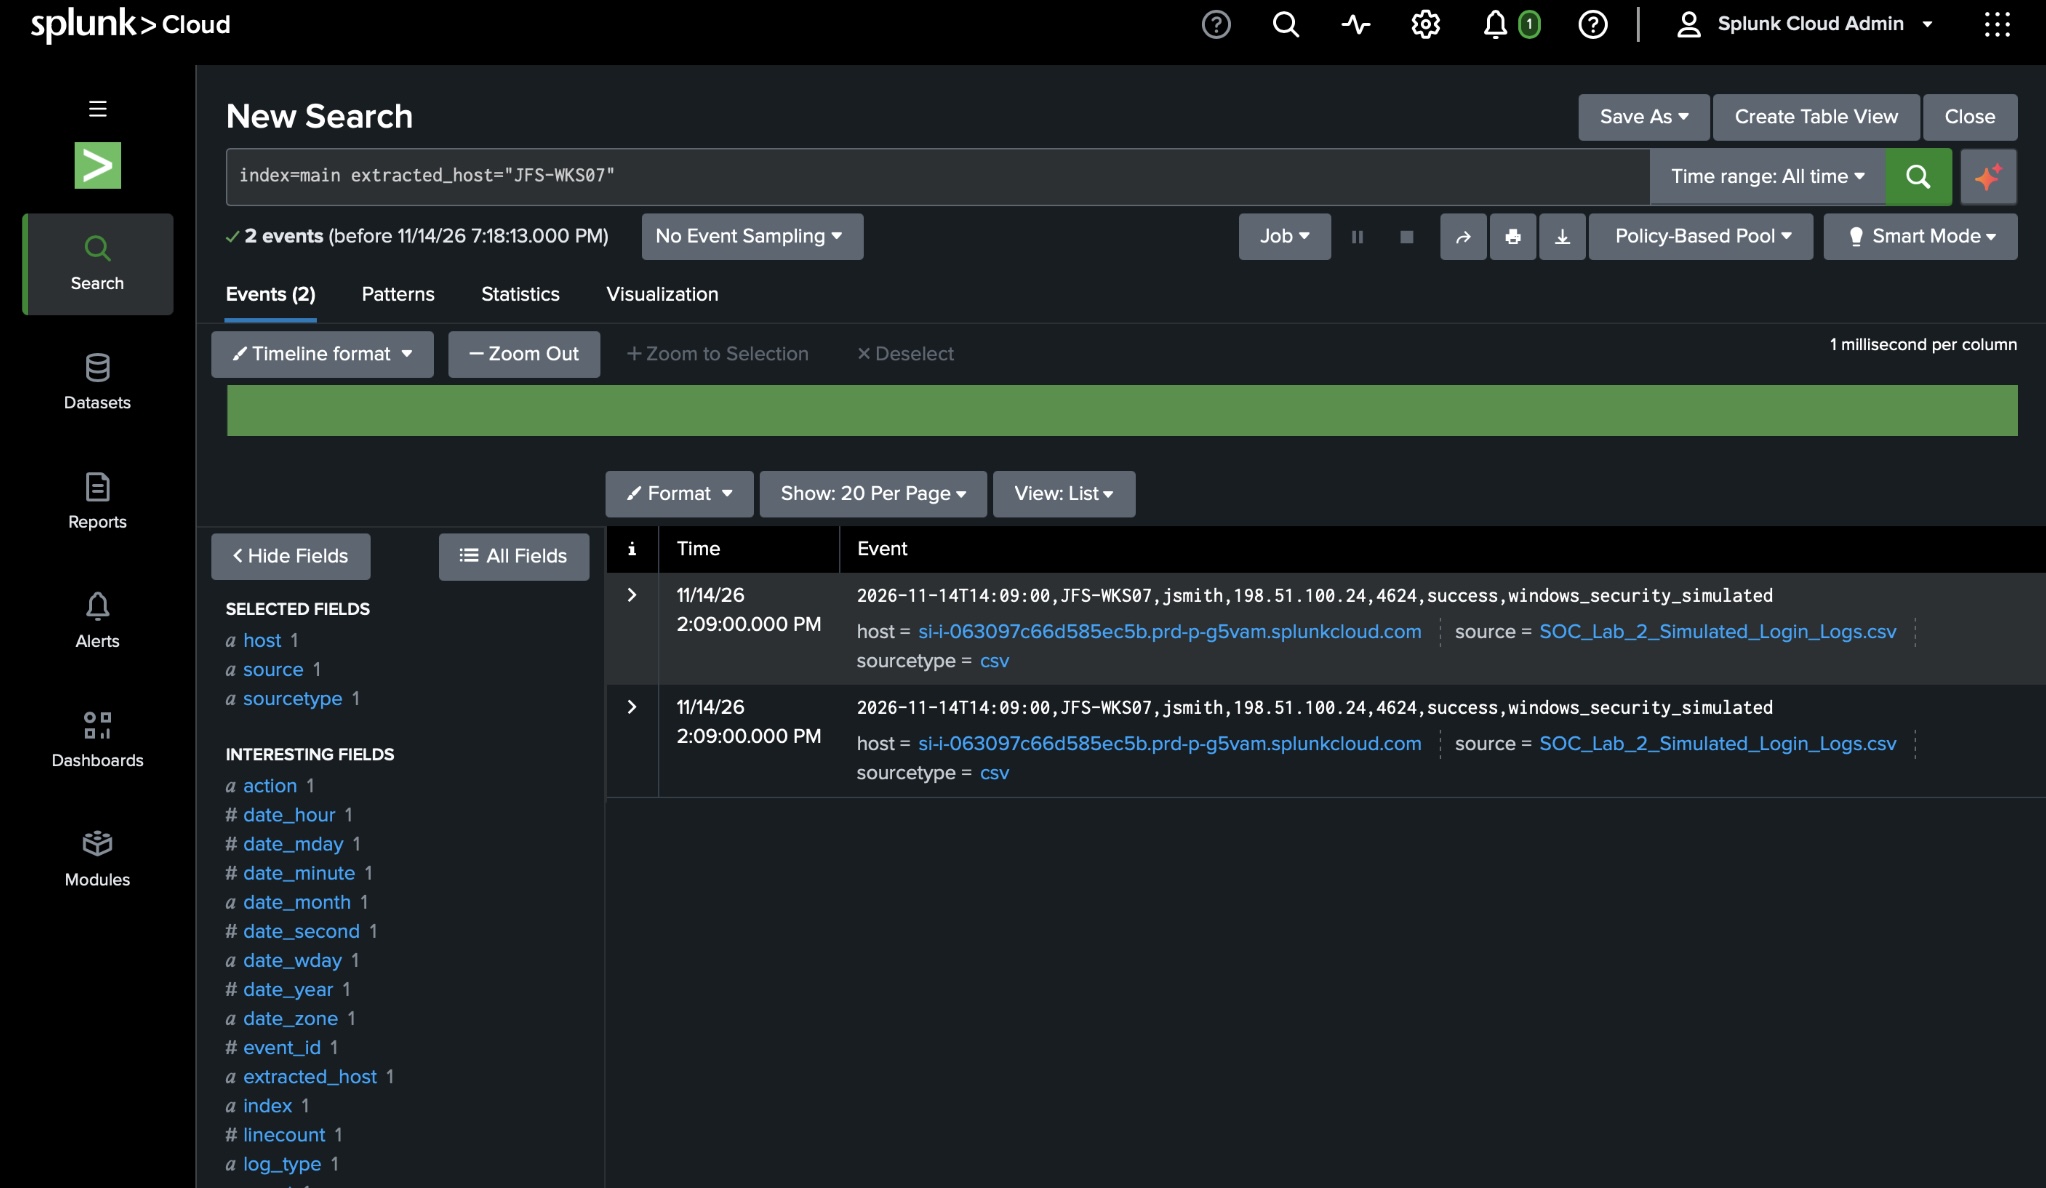 splunk> Cloud
1
Splunk Cloud Admin
New Search
Save As
Create Table View
Close
index=main extracted_host="JFS-WKS07"
Time range: All time
2 events (before 11/14/26 7:18:13.000 PM)
No Event Sampling
Job
Policy-Based Pool
Smart Mode
Events (2)
Patterns
Statistics
Visualization
Timeline format
Zoom Out
Zoom to Selection
Deselect
1 millisecond per column
Search
Datasets
Reports
Alerts
Dashboards
Modules
Format
Show: 20 Per Page
View: List
Hide Fields
All Fields
SELECTED FIELDS
a host 1
a source 1
a sourcetype 1
INTERESTING FIELDS
a action 1
# date_hour 1
# date_mday 1
# date_minute 1
a date_month 1
# date_second 1
a date_wday 1
# date_year 1
a date_zone 1
# event_id 1
a extracted_host 1
a index 1
# linecount 1
a log_type 1
i
Time
Event
11/14/26
2:09:00.000 PM
2026-11-14T14:09:00,JFS-WKS07,jsmith,198.51.100.24,4624,success,windows_security_simulated
host = si-i-063097c66d585ec5b.prd-p-g5vam.splunkcloud.com
source = SOC_Lab_2_Simulated_Login_Logs.csv
sourcetype = csv
11/14/26
2:09:00.000 PM
2026-11-14T14:09:00,JFS-WKS07,jsmith,198.51.100.24,4624,success,windows_security_simulated
host = si-i-063097c66d585ec5b.prd-p-g5vam.splunkcloud.com
source = SOC_Lab_2_Simulated_Login_Logs.csv
sourcetype = csv